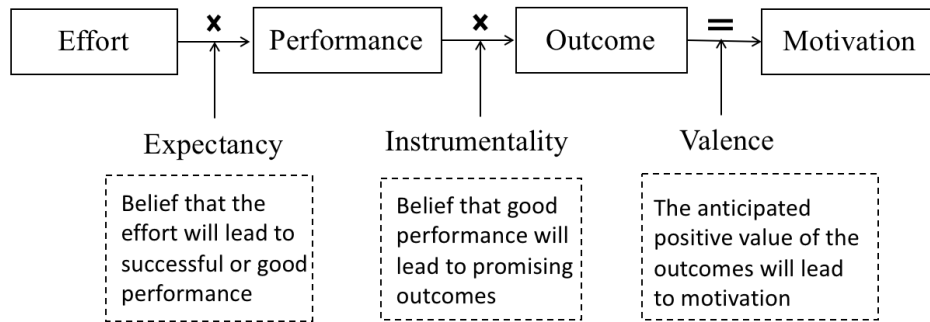 × × =
Effort Performance Outcome Motivation
Expectancy Instrumentality Valence
Belief that the
effort will lead to
successful or good
performance
Belief that good
performance will
lead to promising
outcomes
The anticipated
positive value of the
outcomes will lead
to motivation